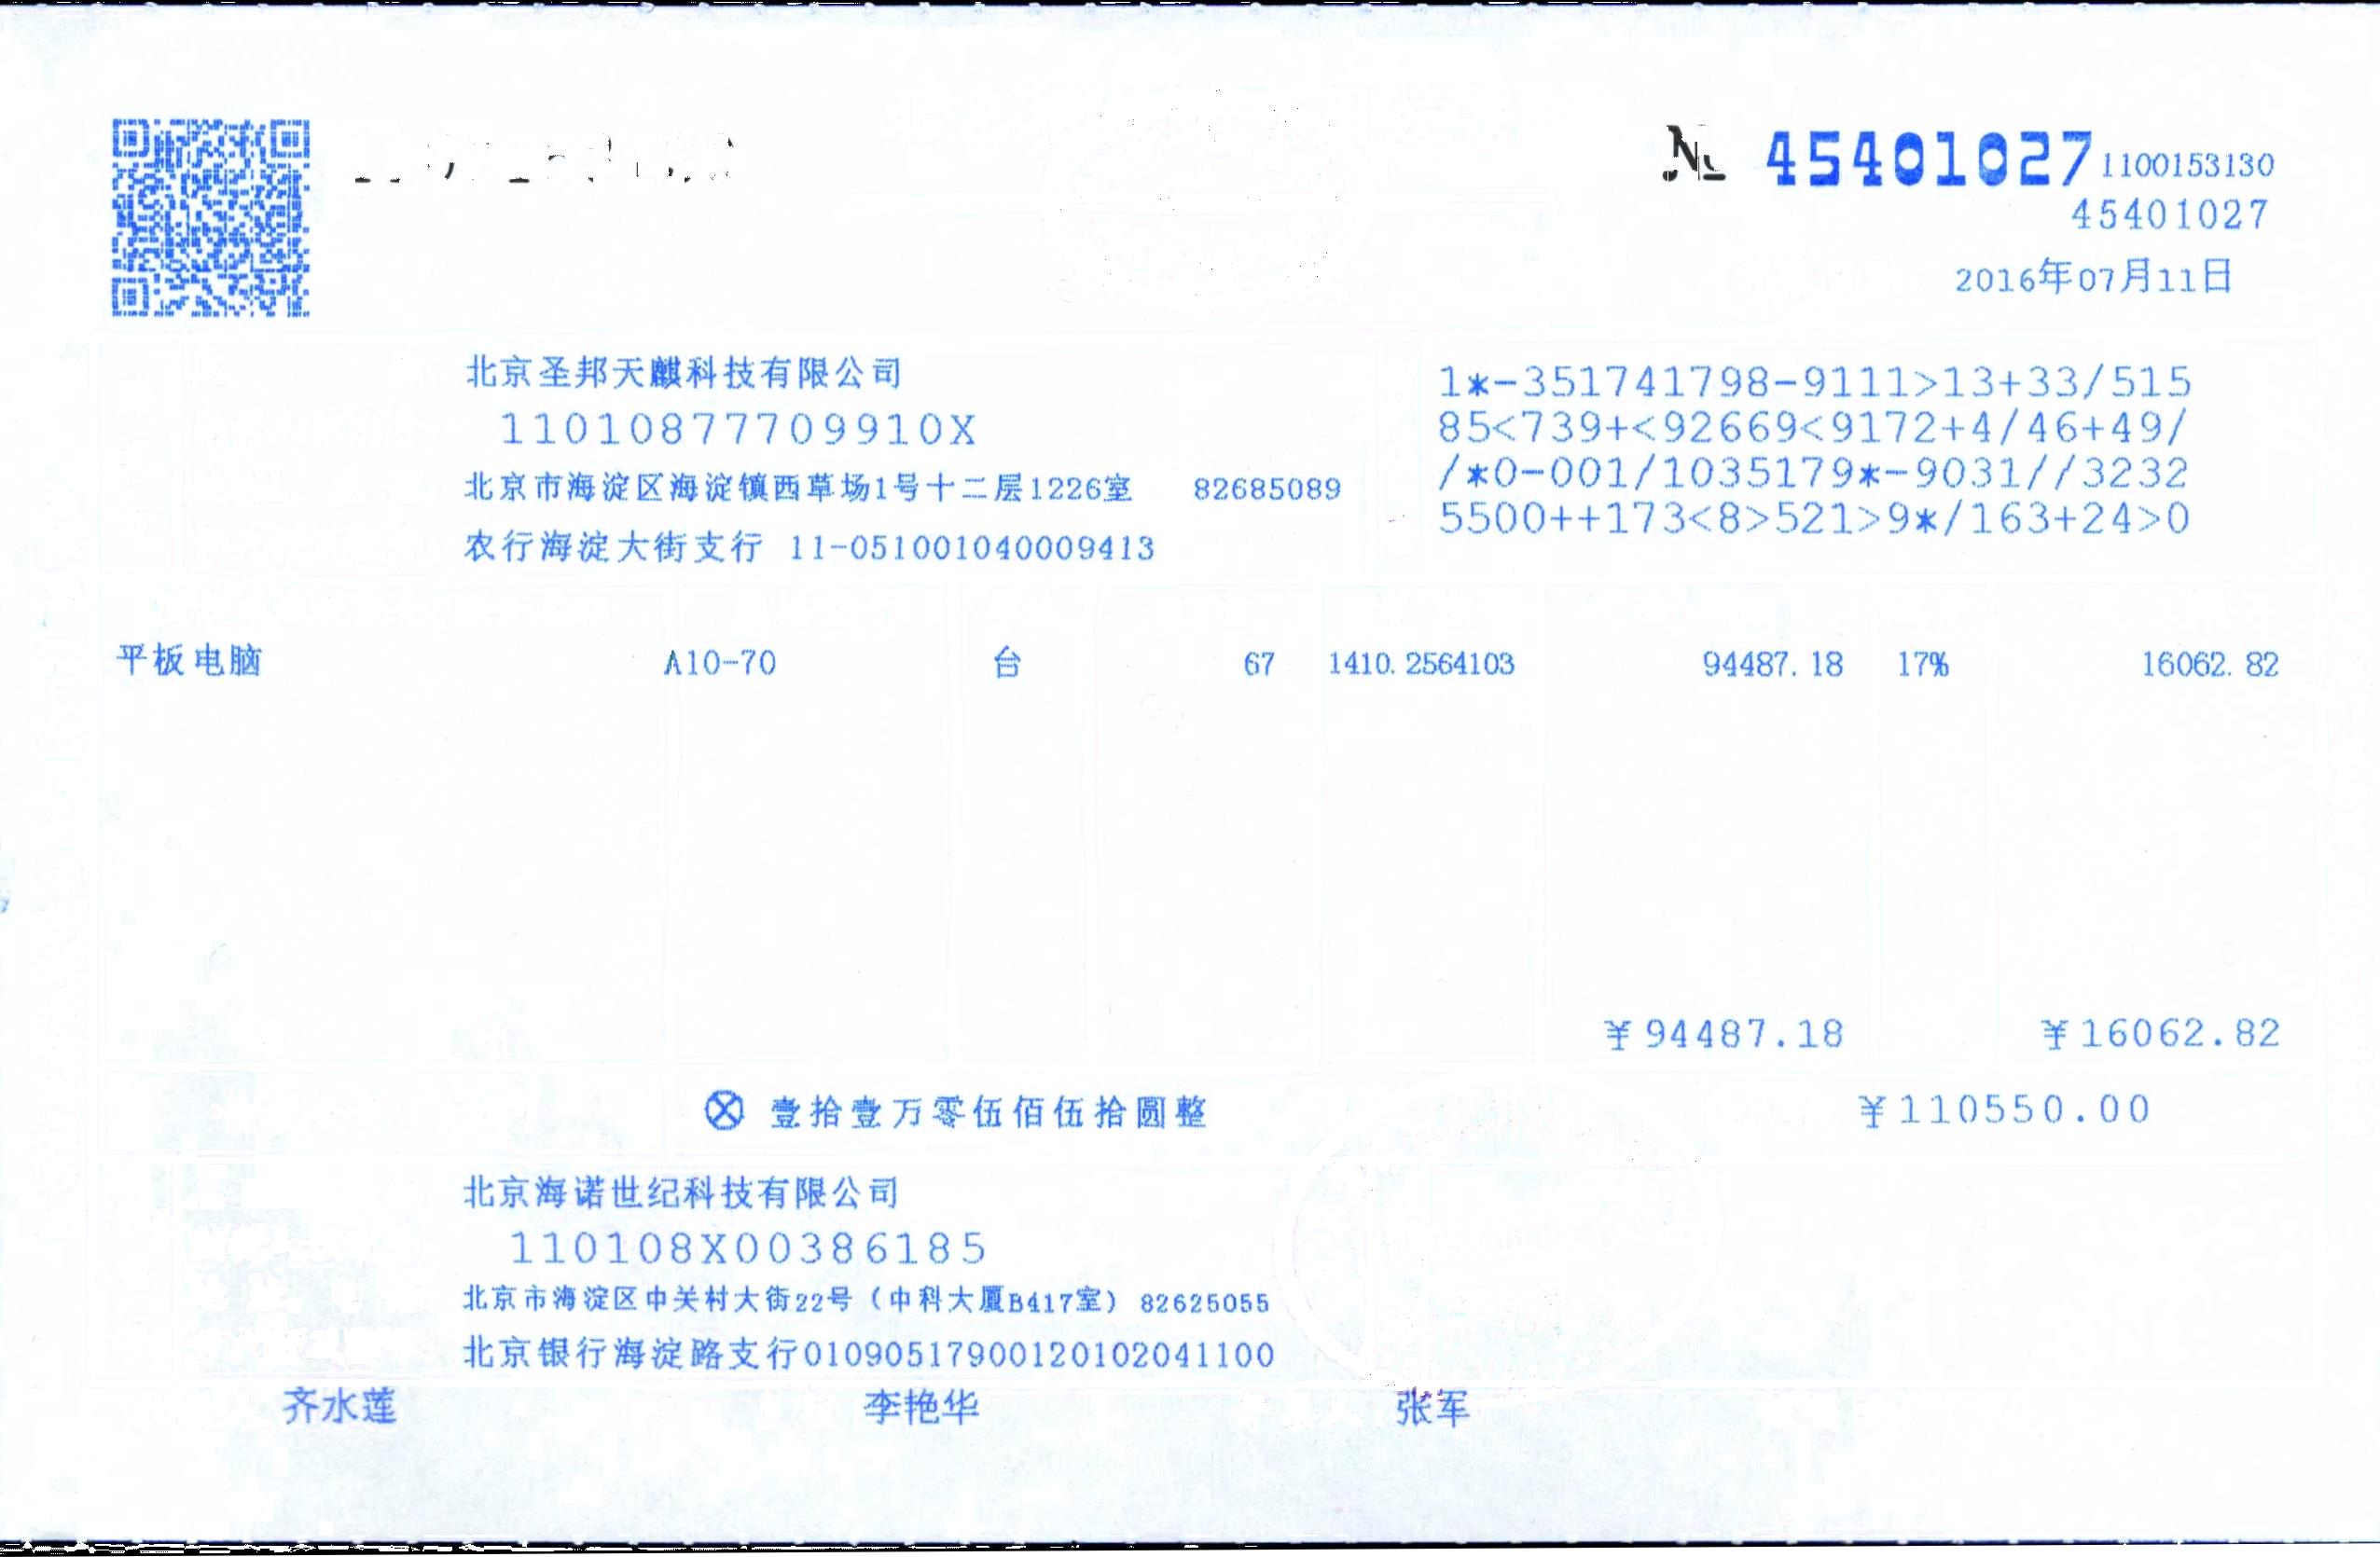 № 45401027 1100153130
45401027
2016年07月11日
北京圣邦天麒科技有限公司
11010877709910X
北京市海淀区海淀镇西草场1号十二层1226室 82685089
农行海淀大街支行 11-051001040009413
1*-351741798-9111>13+33/515
85<739+<92669<9172+4/46+49/
/*0-001/1035179*-9031//3232
5500++173<8>521>9*/163+24>0
平板电脑 A10-70 台 67 1410.2564103 94487.18 17% 16062.82
¥94487.18 ¥16062.82
ⓧ 壹拾壹万零伍佰伍拾圆整 ¥110550.00
北京海诺世纪科技有限公司
110108X00386185
北京市海淀区中关村大街22号（中科大厦B417室） 82625055
北京银行海淀路支行01090517900120102041100
齐水莲 李艳华 张军